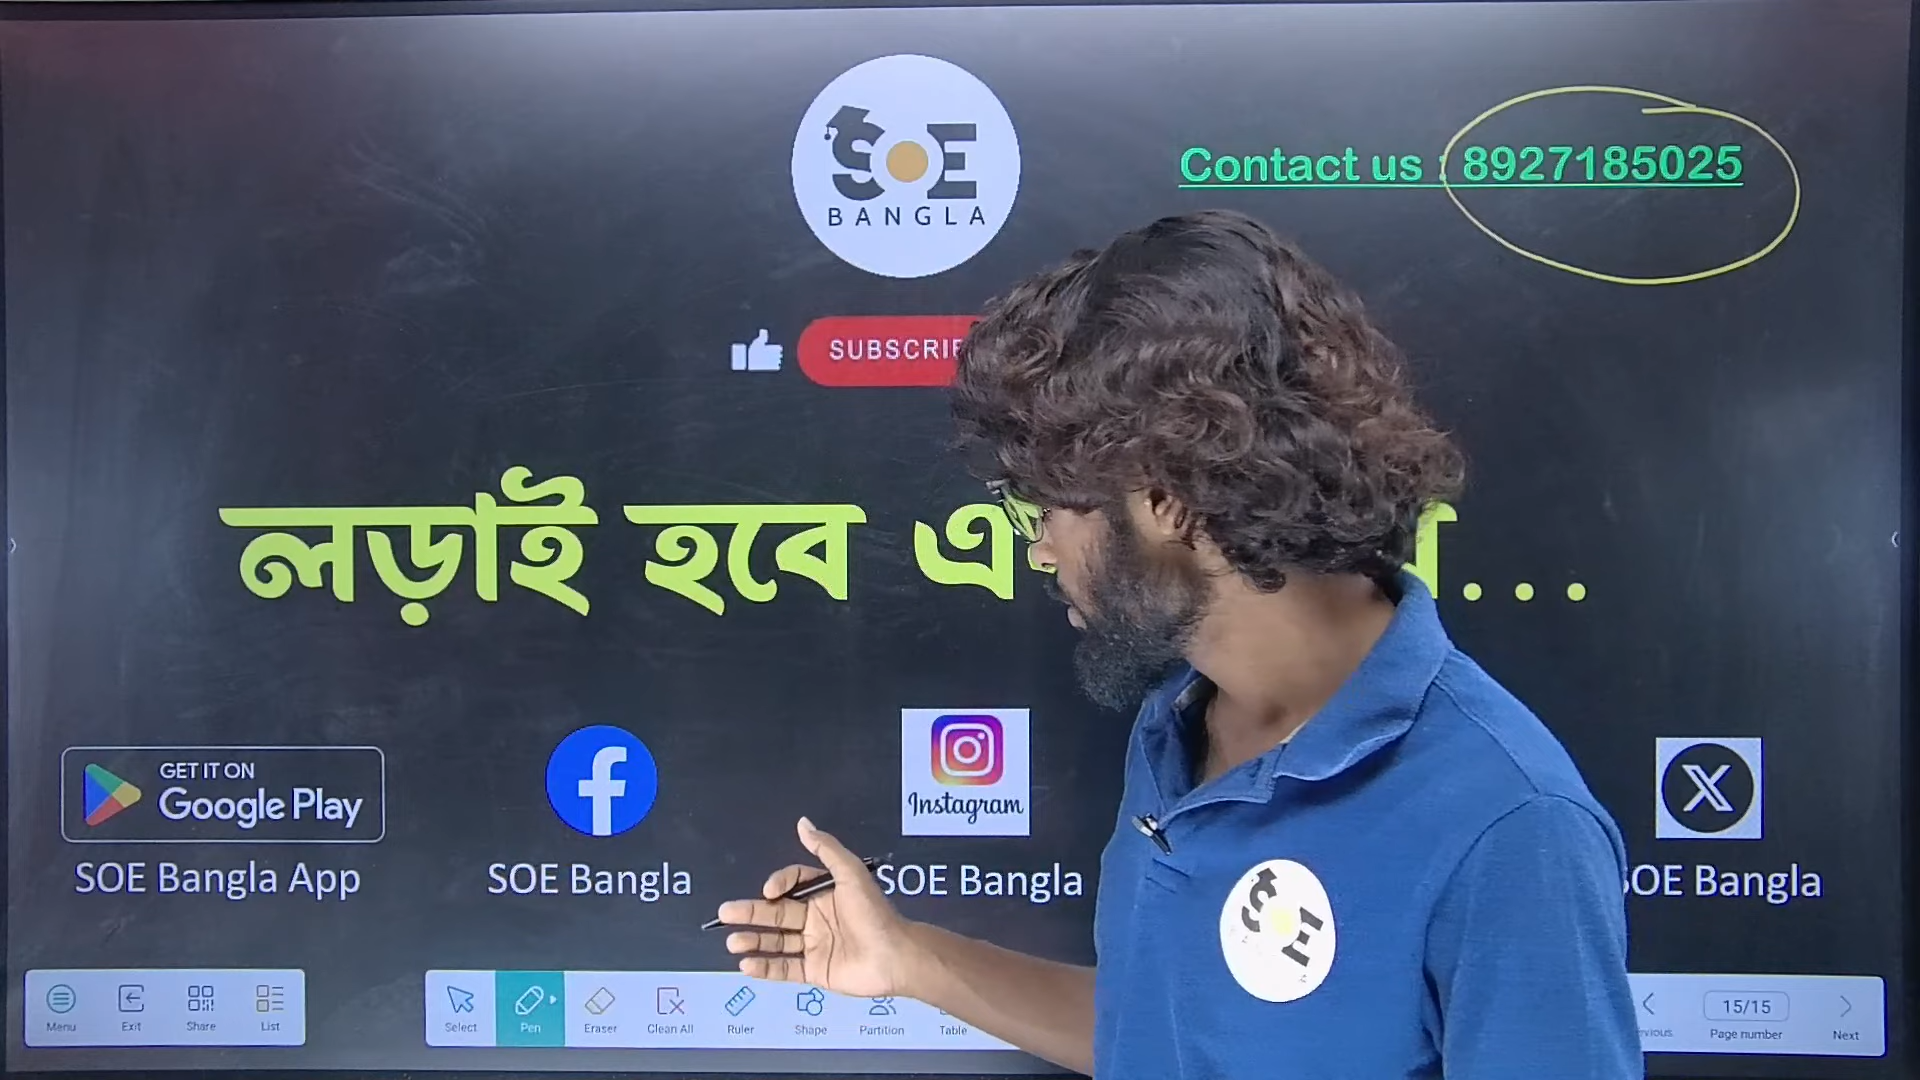 SOE
BANGLA
Contact us : 8927185025
লড়াই হবে
GET IT ON
Google Play
Instagram
X
SOE Bangla App
SOE Bangla
SOE Bangla
SOE Bangla
SOE
Menu
Exit
Share
List
Select
Pen
Eraser
Clean All
Ruler
Shape
Partition
Table
15/15
Page number
Next